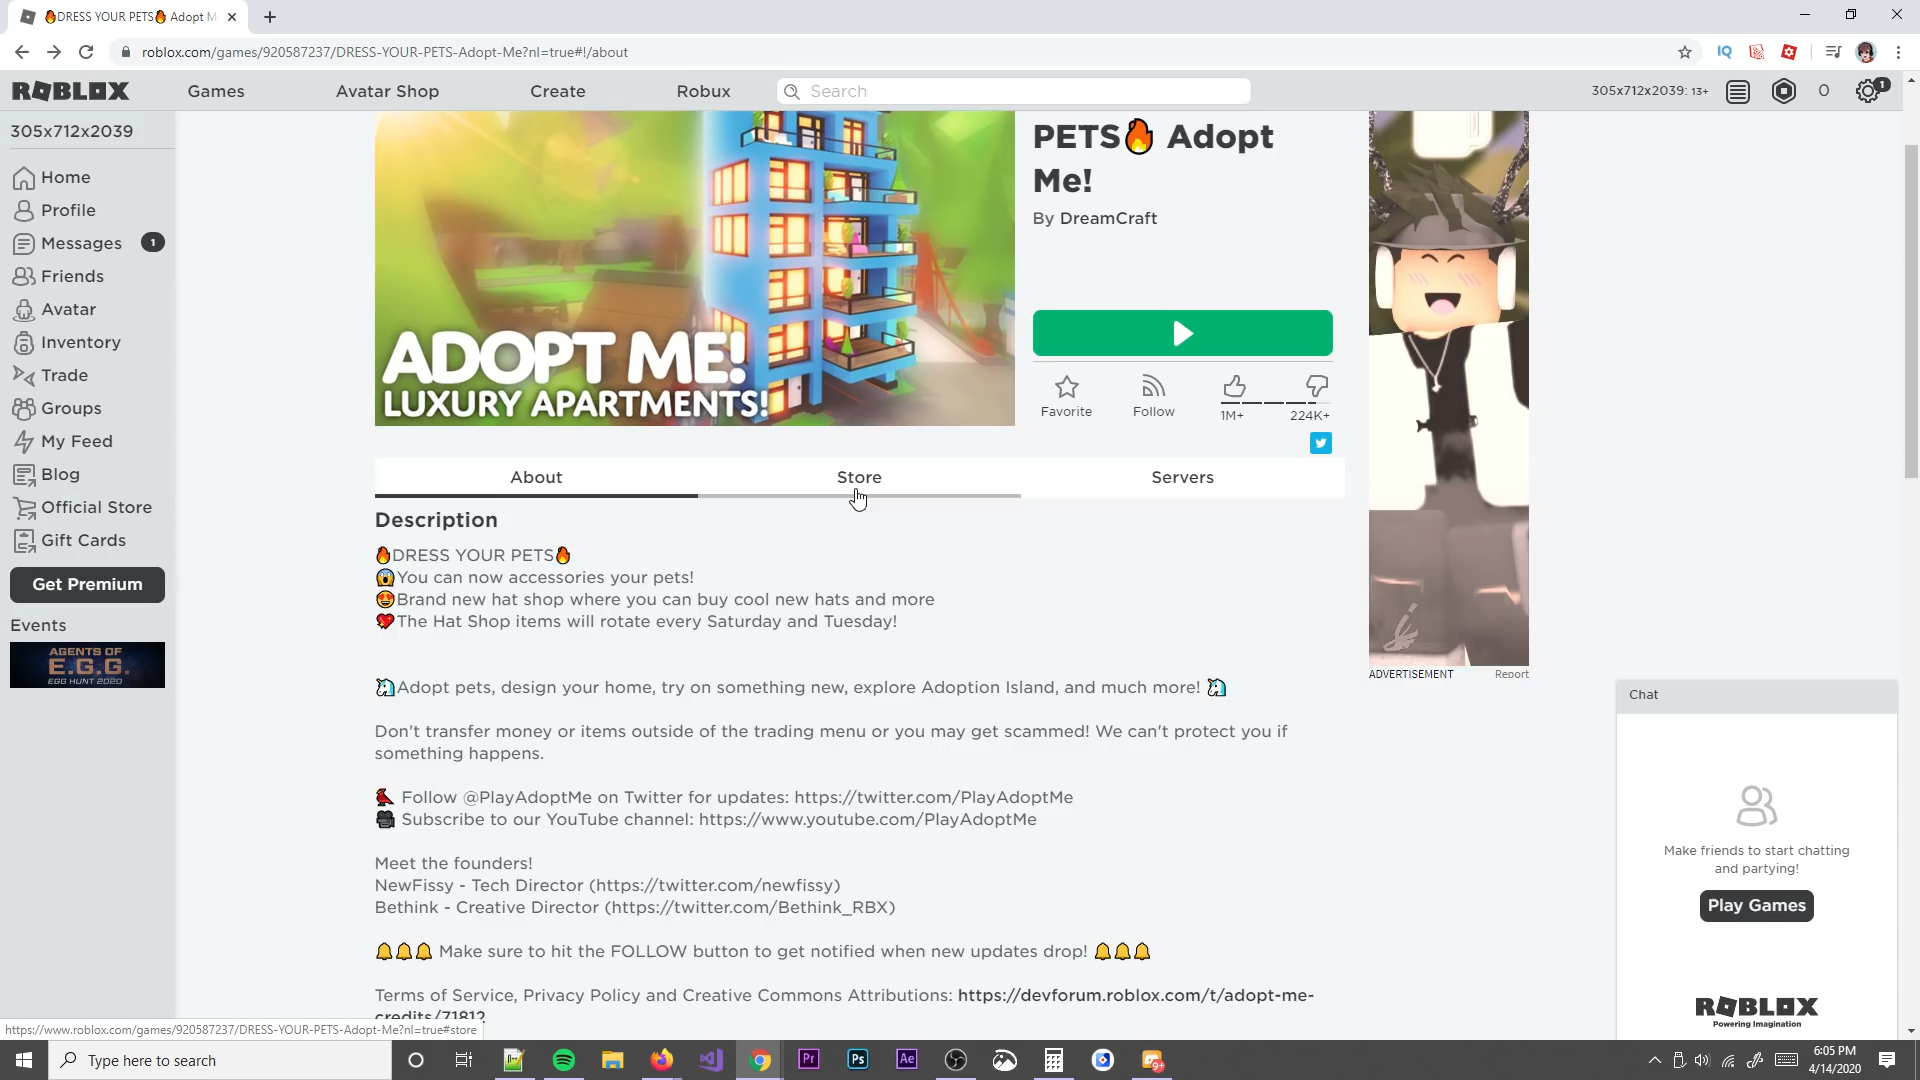 🔥DRESS YOUR PETS🔥 Adopt M
roblox.com/games/920587237/DRESS-YOUR-PETS-Adopt-Me?nl=true#!/about
IQ
ROBLOX
Games
Avatar Shop
Create
Robux
Search
305x712x2039: 13+
0
1
305x712x2039
Home
Profile
Messages
1
Friends
Avatar
Inventory
Trade
Groups
My Feed
Blog
Official Store
Gift Cards
Get Premium
Events
AGENTS OF
E.G.G.
EGG HUNT 2020
ADOPT ME!
LUXURY APARTMENTS!
PETS🔥 Adopt
Me!
By DreamCraft
Favorite
Follow
1M+
224K+
About
Store
Servers
Description
🔥DRESS YOUR PETS🔥
😱You can now accessories your pets!
😍Brand new hat shop where you can buy cool new hats and more
💖The Hat Shop items will rotate every Saturday and Tuesday!
🦄Adopt pets, design your home, try on something new, explore Adoption Island, and much more! 🦄
Don't transfer money or items outside of the trading menu or you may get scammed! We can't protect you if
something happens.
🐦 Follow @PlayAdoptMe on Twitter for updates: https://twitter.com/PlayAdoptMe
🎥 Subscribe to our YouTube channel: https://www.youtube.com/PlayAdoptMe
Meet the founders!
NewFissy - Tech Director (https://twitter.com/newfissy)
Bethink - Creative Director (https://twitter.com/Bethink_RBX)
🔔🔔🔔 Make sure to hit the FOLLOW button to get notified when new updates drop! 🔔🔔🔔
Terms of Service, Privacy Policy and Creative Commons Attributions: https://devforum.roblox.com/t/adopt-me-
credits/71812
ADVERTISEMENT
Report
Chat
Make friends to start chatting
and partying!
Play Games
ROBLOX
Powering Imagination
https://www.roblox.com/games/920587237/DRESS-YOUR-PETS-Adopt-Me?nl=true#store
Type here to search
Pr
Ps
Ae
9+
6:05 PM
4/14/2020